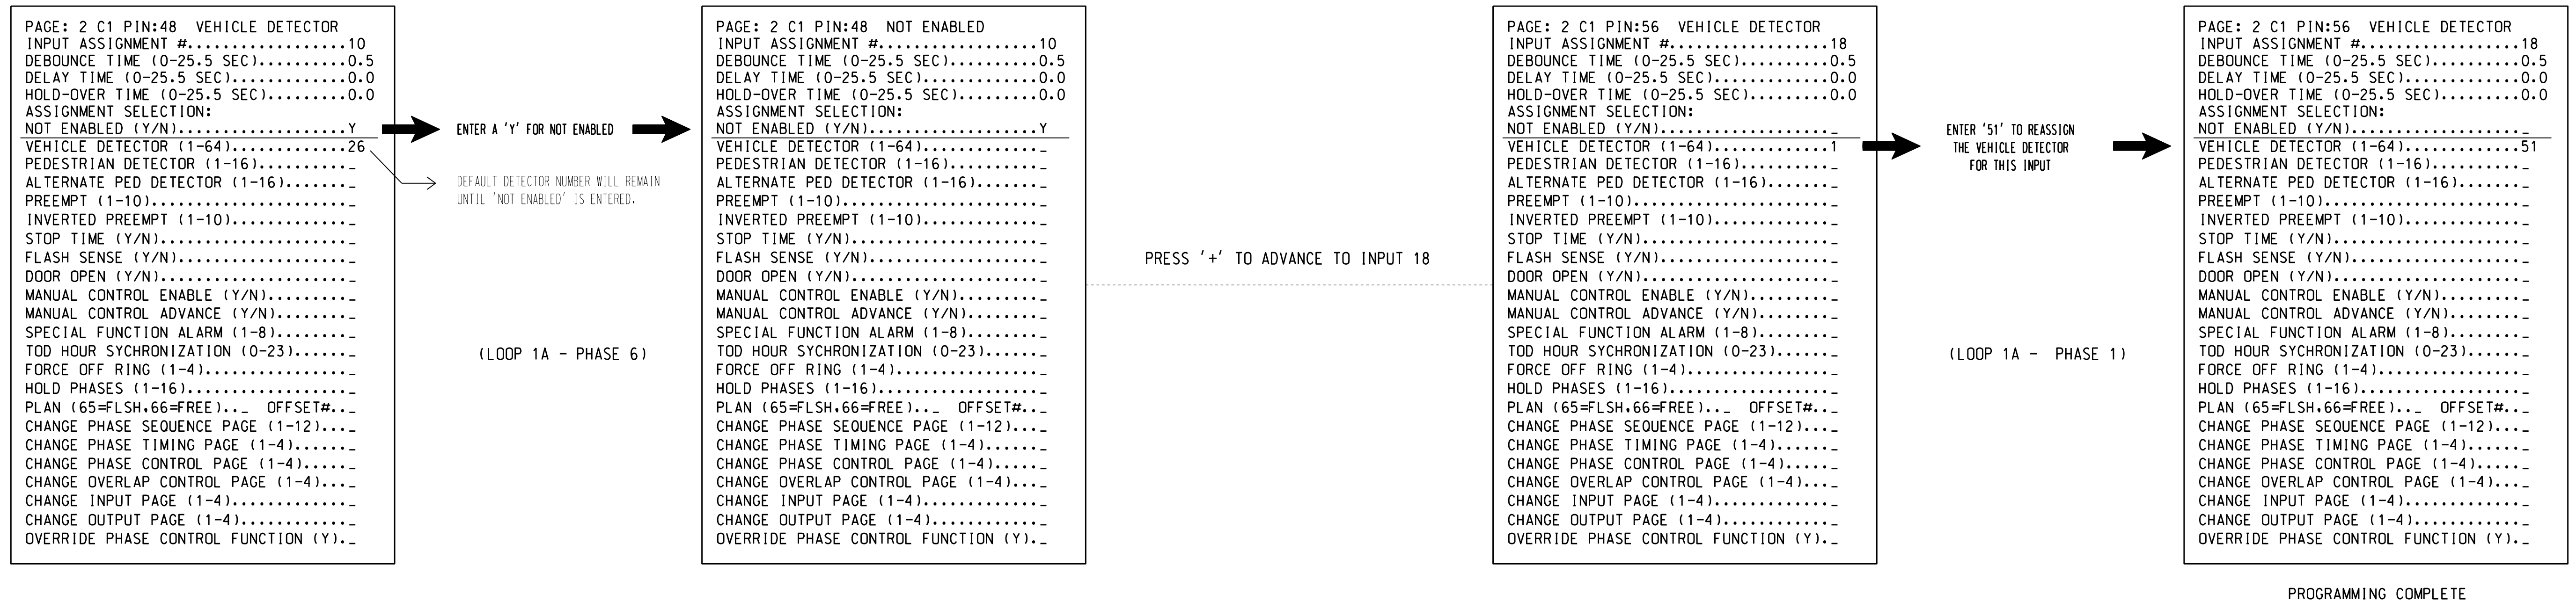 PAGE: 2 C1 PIN:48  VEHICLE DETECTOR
INPUT ASSIGNMENT #..................10
DEBOUNCE TIME (0-25.5 SEC)..........0.5
DELAY TIME (0-25.5 SEC).............0.0
HOLD-OVER TIME (0-25.5 SEC).........0.0
ASSIGNMENT SELECTION:
NOT ENABLED (Y/N)...................Y
VEHICLE DETECTOR (1-64).............26
PEDESTRIAN DETECTOR (1-16).........._
ALTERNATE PED DETECTOR (1-16)......._
PREEMPT (1-10)......................_
INVERTED PREEMPT (1-10)............._
STOP TIME (Y/N)....................._
FLASH SENSE (Y/N)..................._
DOOR OPEN (Y/N)....................._
MANUAL CONTROL ENABLE (Y/N)........._
MANUAL CONTROL ADVANCE (Y/N)........_
SPECIAL FUNCTION ALARM (1-8)........_
TOD HOUR SYCHRONIZATION (0-23)......_
FORCE OFF RING (1-4)................_
HOLD PHASES (1-16).................._
PLAN (65=FLSH,66=FREE).._  OFFSET#.._
CHANGE PHASE SEQUENCE PAGE (1-12)..._
CHANGE PHASE TIMING PAGE (1-4)......_
CHANGE PHASE CONTROL PAGE (1-4)....._
CHANGE OVERLAP CONTROL PAGE (1-4)..._
CHANGE INPUT PAGE (1-4)............._
CHANGE OUTPUT PAGE (1-4)............_
OVERRIDE PHASE CONTROL FUNCTION (Y)._
ENTER A 'Y' FOR NOT ENABLED
DEFAULT DETECTOR NUMBER WILL REMAIN
UNTIL 'NOT ENABLED' IS ENTERED.
(LOOP 1A - PHASE 6)
PAGE: 2 C1 PIN:48  NOT ENABLED
INPUT ASSIGNMENT #..................10
DEBOUNCE TIME (0-25.5 SEC)..........0.5
DELAY TIME (0-25.5 SEC).............0.0
HOLD-OVER TIME (0-25.5 SEC).........0.0
ASSIGNMENT SELECTION:
NOT ENABLED (Y/N)...................Y
VEHICLE DETECTOR (1-64)............._
PEDESTRIAN DETECTOR (1-16).........._
ALTERNATE PED DETECTOR (1-16)......._
PREEMPT (1-10)......................_
INVERTED PREEMPT (1-10)............._
STOP TIME (Y/N)....................._
FLASH SENSE (Y/N)..................._
DOOR OPEN (Y/N)....................._
MANUAL CONTROL ENABLE (Y/N)........._
MANUAL CONTROL ADVANCE (Y/N)........_
SPECIAL FUNCTION ALARM (1-8)........_
TOD HOUR SYCHRONIZATION (0-23)......_
FORCE OFF RING (1-4)................_
HOLD PHASES (1-16).................._
PLAN (65=FLSH,66=FREE).._  OFFSET#.._
CHANGE PHASE SEQUENCE PAGE (1-12)..._
CHANGE PHASE TIMING PAGE (1-4)......_
CHANGE PHASE CONTROL PAGE (1-4)....._
CHANGE OVERLAP CONTROL PAGE (1-4)..._
CHANGE INPUT PAGE (1-4)............._
CHANGE OUTPUT PAGE (1-4)............_
OVERRIDE PHASE CONTROL FUNCTION (Y)._
PRESS '+' TO ADVANCE TO INPUT 18
PAGE: 2 C1 PIN:56  VEHICLE DETECTOR
INPUT ASSIGNMENT #..................18
DEBOUNCE TIME (0-25.5 SEC)..........0.5
DELAY TIME (0-25.5 SEC).............0.0
HOLD-OVER TIME (0-25.5 SEC).........0.0
ASSIGNMENT SELECTION:
NOT ENABLED (Y/N)..................._
VEHICLE DETECTOR (1-64).............1
PEDESTRIAN DETECTOR (1-16).........._
ALTERNATE PED DETECTOR (1-16)......._
PREEMPT (1-10)......................_
INVERTED PREEMPT (1-10)............._
STOP TIME (Y/N)....................._
FLASH SENSE (Y/N)..................._
DOOR OPEN (Y/N)....................._
MANUAL CONTROL ENABLE (Y/N)........._
MANUAL CONTROL ADVANCE (Y/N)........_
SPECIAL FUNCTION ALARM (1-8)........_
TOD HOUR SYCHRONIZATION (0-23)......_
FORCE OFF RING (1-4)................_
HOLD PHASES (1-16).................._
PLAN (65=FLSH,66=FREE).._  OFFSET#.._
CHANGE PHASE SEQUENCE PAGE (1-12)..._
CHANGE PHASE TIMING PAGE (1-4)......_
CHANGE PHASE CONTROL PAGE (1-4)....._
CHANGE OVERLAP CONTROL PAGE (1-4)..._
CHANGE INPUT PAGE (1-4)............._
CHANGE OUTPUT PAGE (1-4)............_
OVERRIDE PHASE CONTROL FUNCTION (Y)._
ENTER '51' TO REASSIGN
THE VEHICLE DETECTOR
FOR THIS INPUT
(LOOP 1A -  PHASE 1)
PAGE: 2 C1 PIN:56  VEHICLE DETECTOR
INPUT ASSIGNMENT #..................18
DEBOUNCE TIME (0-25.5 SEC)..........0.5
DELAY TIME (0-25.5 SEC).............0.0
HOLD-OVER TIME (0-25.5 SEC).........0.0
ASSIGNMENT SELECTION:
NOT ENABLED (Y/N)..................._
VEHICLE DETECTOR (1-64).............51
PEDESTRIAN DETECTOR (1-16).........._
ALTERNATE PED DETECTOR (1-16)......._
PREEMPT (1-10)......................_
INVERTED PREEMPT (1-10)............._
STOP TIME (Y/N)....................._
FLASH SENSE (Y/N)..................._
DOOR OPEN (Y/N)....................._
MANUAL CONTROL ENABLE (Y/N)........._
MANUAL CONTROL ADVANCE (Y/N)........_
SPECIAL FUNCTION ALARM (1-8)........_
TOD HOUR SYCHRONIZATION (0-23)......_
FORCE OFF RING (1-4)................_
HOLD PHASES (1-16).................._
PLAN (65=FLSH,66=FREE).._  OFFSET#.._
CHANGE PHASE SEQUENCE PAGE (1-12)..._
CHANGE PHASE TIMING PAGE (1-4)......_
CHANGE PHASE CONTROL PAGE (1-4)....._
CHANGE OVERLAP CONTROL PAGE (1-4)..._
CHANGE INPUT PAGE (1-4)............._
CHANGE OUTPUT PAGE (1-4)............_
OVERRIDE PHASE CONTROL FUNCTION (Y)._
PROGRAMMING COMPLETE